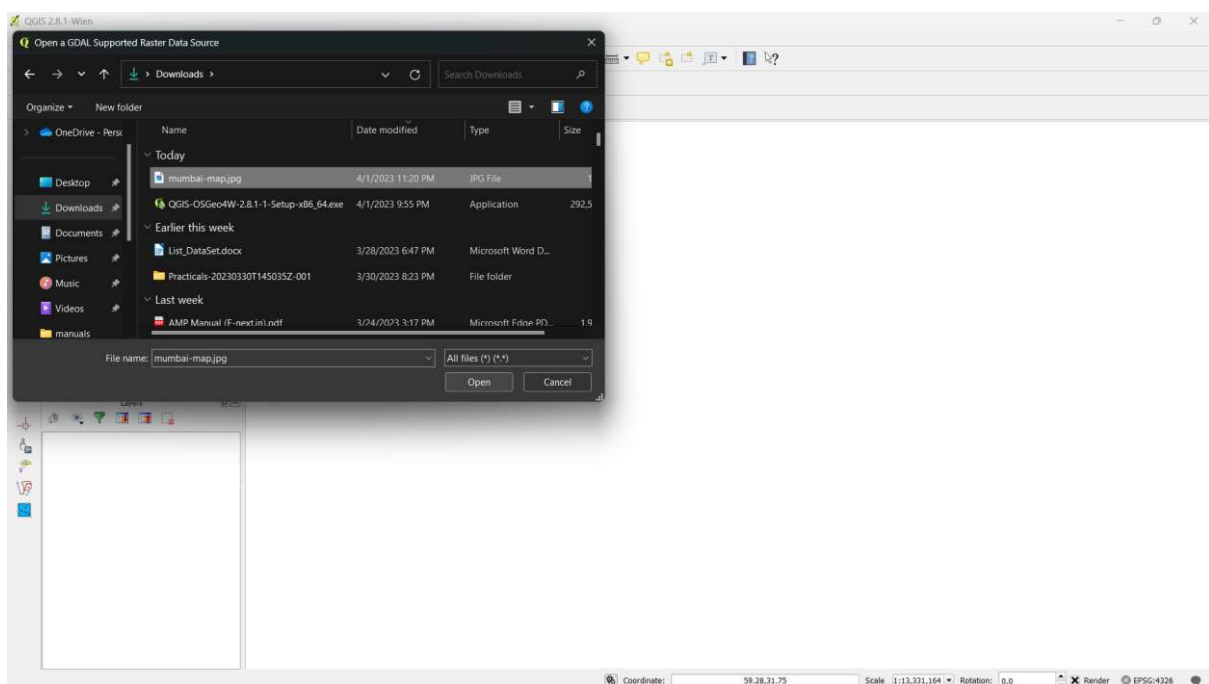 QGIS 2.8.1-Wien
Open a GDAL Supported Raster Data Source
Downloads
Search Downloads
Organize
New folder
OneDrive - Persc
Name
Date modified
Type
Size
Today
Desktop
mumbai-map.jpg
4/1/2023 11:20 PM
JPG File
1
Downloads
QGIS-OSGeo4W-2.8.1-1-Setup-x86_64.exe
4/1/2023 9:55 PM
Application
292,5
Documents
Earlier this week
Pictures
List_DataSet.docx
3/28/2023 6:47 PM
Microsoft Word D...
Music
Practicals-20230330T145035Z-001
3/30/2023 8:23 PM
File folder
Videos
Last week
manuals
AMP Manual (F-next.in).pdf
3/24/2023 3:17 PM
Microsoft Edge PD...
1,9
File name: mumbai-map.jpg
All files (*) (*.*)
Open
Cancel
Layers
Coordinate: 59.28,31.75
Scale 1:13,331,164
Rotation: 0.0
Render
EPSG:4326